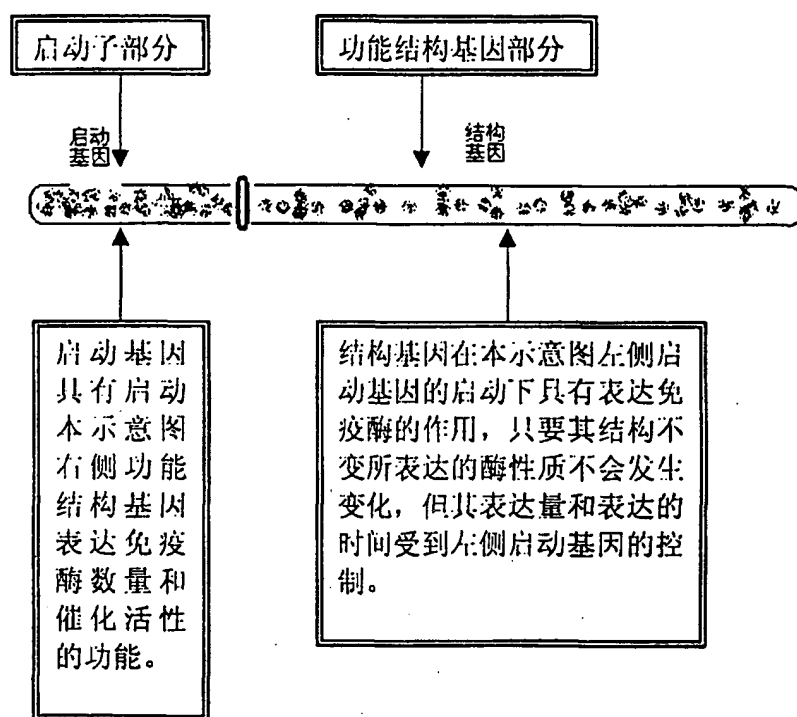 启动子部分
功能结构基因部分
启动
基因
结构
基因
启动基因
具有启动
本示意图
右侧功能
结构基因
表达免疫
酶数量和
催化活性
的功能。
结构基因在本示意图左侧启
动基因的启动下具有表达免
疫酶的作用，只要其结构不
变所表达的酶性质不会发生
变化，但其表达量和表达的
时间受到左侧启动基因的控
制。